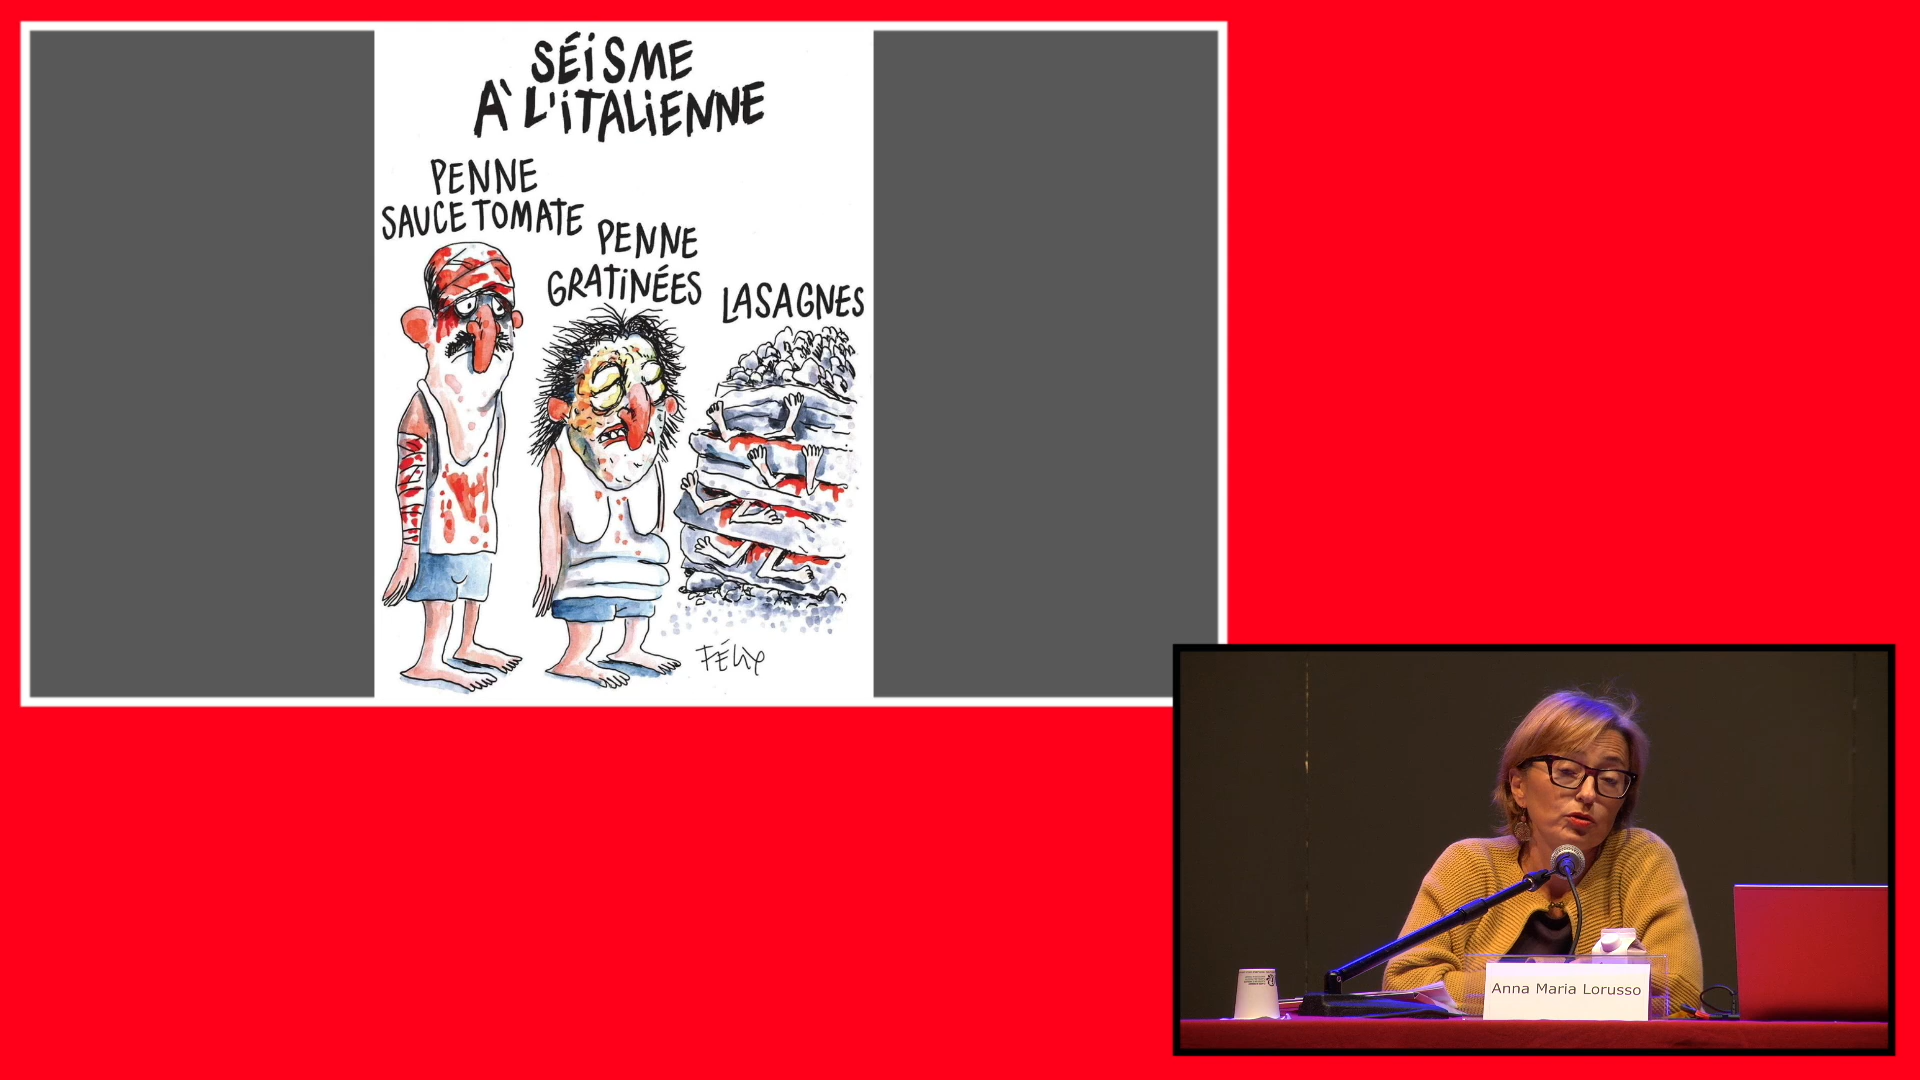 SÉISME
À L'ITALIENNE
PENNE
SAUCE TOMATE
PENNE
GRATINÉES
LASAGNES
FÉLIX
Anna Maria Lorusso